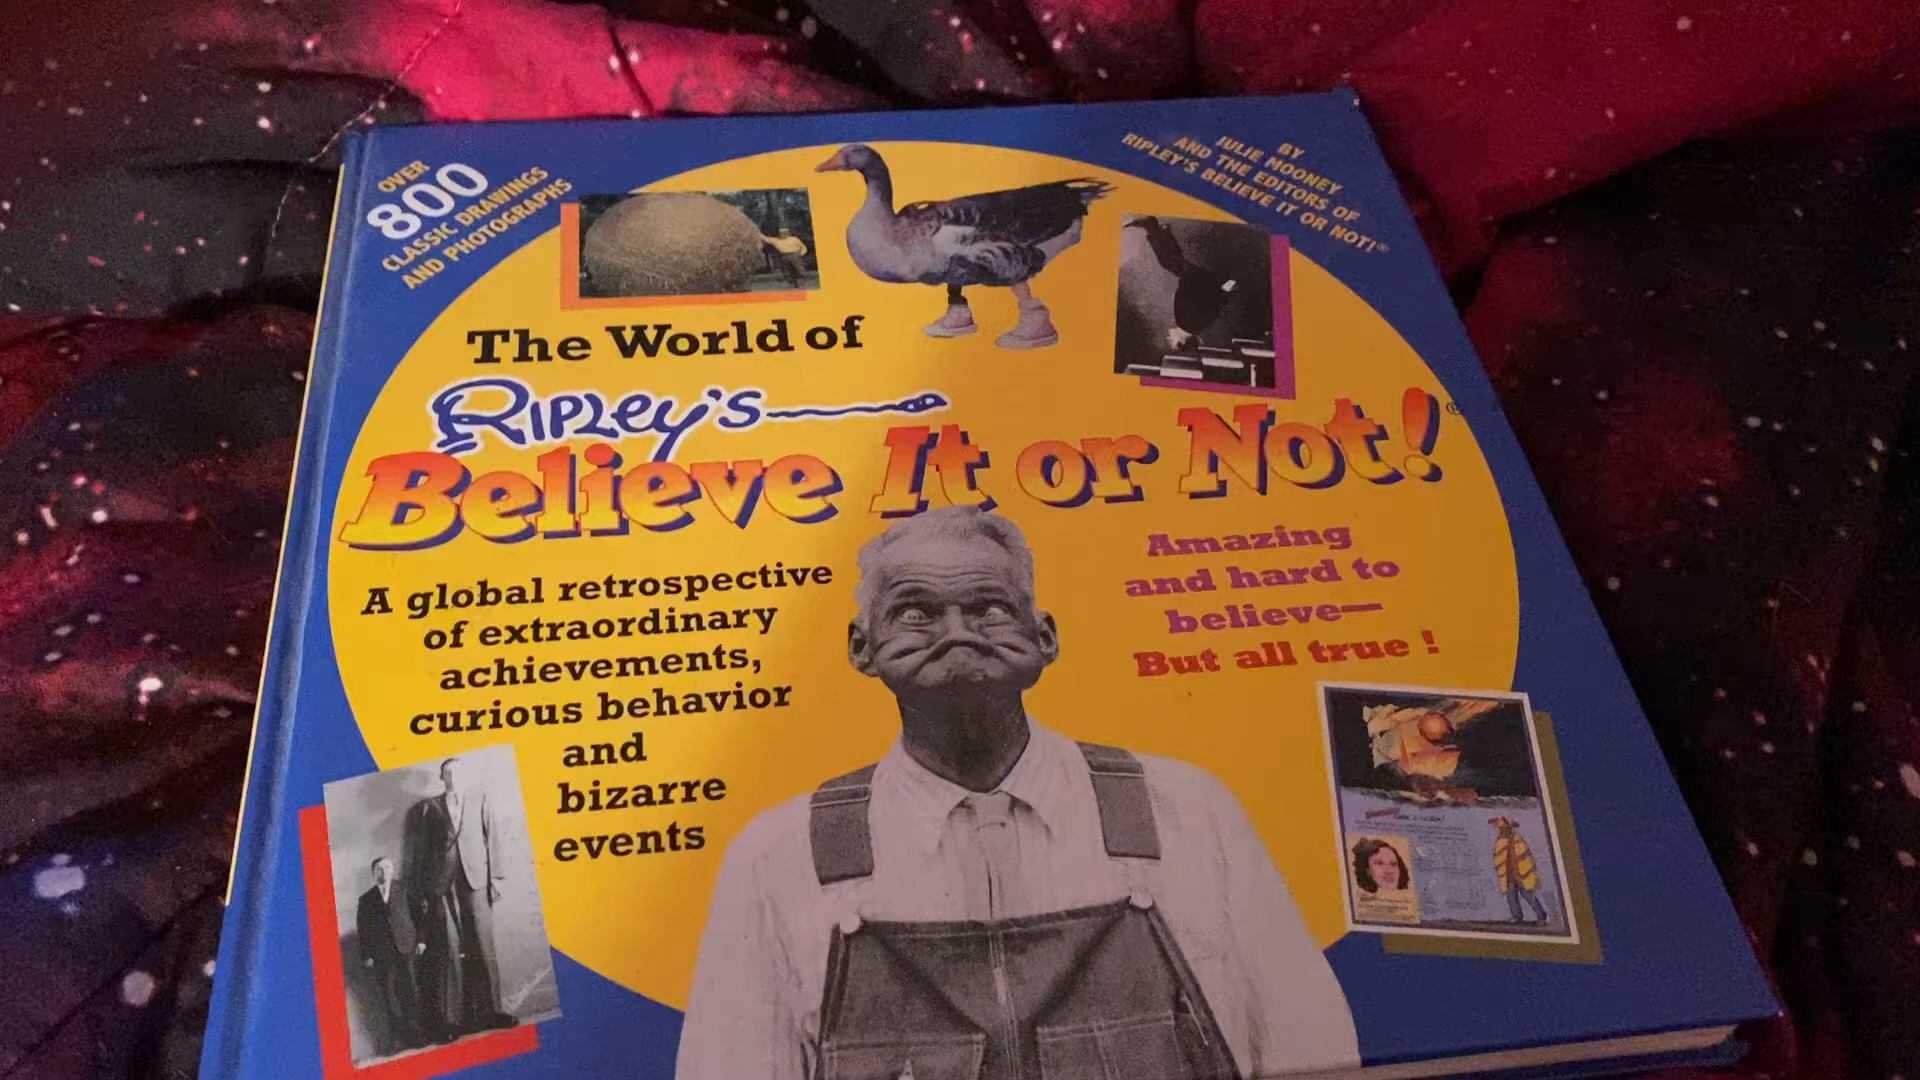 OVER
800
CLASSIC DRAWINGS
AND PHOTOGRAPHS
BY
JULIE MOONEY
AND THE EDITORS OF
RIPLEY'S BELIEVE IT OR NOT!®
The World of
Ripley's
Believe It or Not!®
A global retrospective
of extraordinary
achievements,
curious behavior
and
bizarre
events
Amazing
and hard to
believe—
But all true!